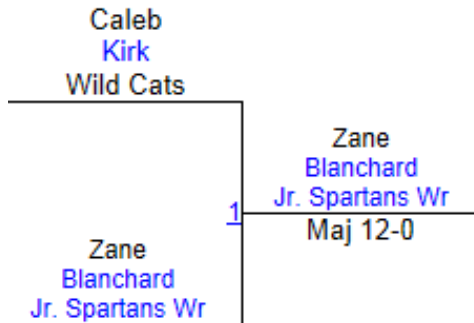 Caleb
Kirk
Wild Cats
Zane
Blanchard
Jr. Spartans Wr
1
Maj 12-0
Zane
Blanchard
Jr. Spartans Wr